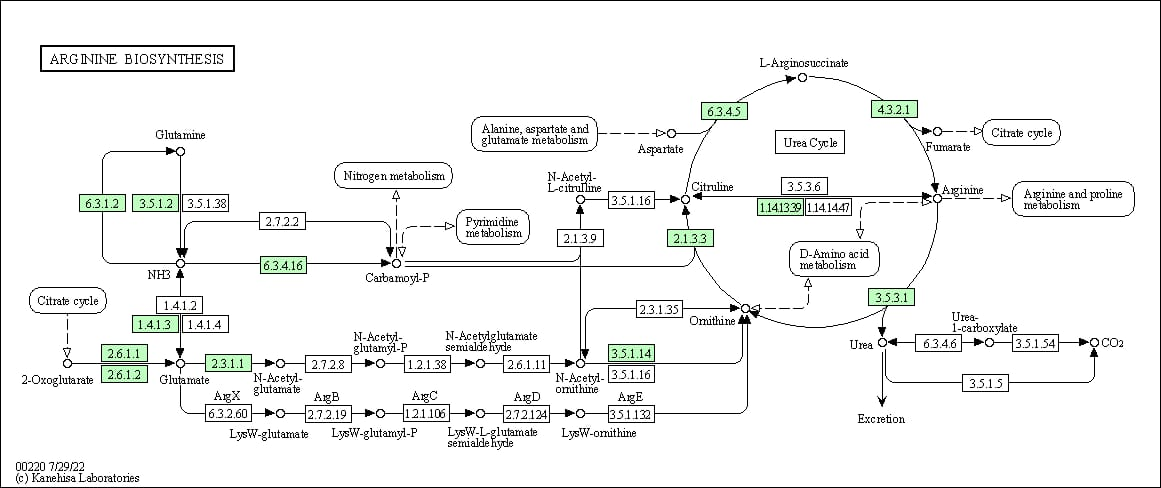 ARGININE BIOSYNTHESIS
L-Arginosuccinate
6.3.4.5
4.3.2.1
Alanine, aspartate and
glutamate metabolism
Aspartate
Urea Cycle
Fumarate
Citrate cycle
Glutamine
Nitrogen metabolism
N-Acetyl-
L-citrulline
3.5.1.16
Citruline
3.5.3.6
1.14.13.39
1.14.14.47
Arginine
Arginine and proline
metabolism
6.3.1.2
3.5.1.2
3.5.1.38
2.7.2.2
Pyrimidine
metabolism
2.1.3.9
2.1.3.3
D-Amino acid
metabolism
NH3
6.3.4.16
Carbamoyl-P
Citrate cycle
1.4.1.2
1.4.1.3
1.4.1.4
2.3.1.35
Ornithine
3.5.3.1
Urea-
1-carboxylate
Urea
6.3.4.6
3.5.1.54
CO2
3.5.1.5
Excretion
2-Oxoglutarate
2.6.1.1
2.6.1.2
Glutamate
2.3.1.1
N-Acetyl-
glutamate
2.7.2.8
N-Acetyl-
glutamyl-P
1.2.1.38
N-Acetylglutamate
semialdehyde
2.6.1.11
N-Acetyl-
ornithine
3.5.1.14
3.5.1.16
ArgX
6.3.2.60
LysW-glutamate
ArgB
2.7.2.19
LysW-glutamyl-P
ArgC
1.2.1.106
LysW-L-glutamate
semialdehyde
ArgD
2.7.2.124
LysW-ornithine
ArgE
3.5.1.132
00220 7/29/22
(c) Kanehisa Laboratories